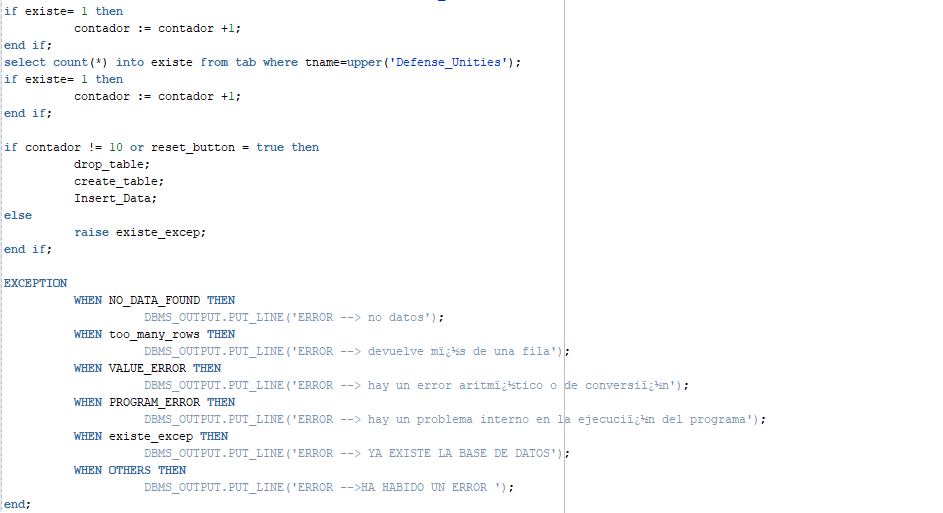 if existe= 1 then
contador := contador +1;
end if;
select count(*) into existe from tab where tname=upper('Defense_Unities');
if existe= 1 then
contador := contador +1;
end if;
if contador != 10 or reset_button = true then
drop_table;
create_table;
Insert_Data;
else
raise existe_excep;
end if;
EXCEPTION
WHEN NO_DATA_FOUND THEN
DBMS_OUTPUT.PUT_LINE('ERROR --> no datos');
WHEN too_many_rows THEN
DBMS_OUTPUT.PUT_LINE('ERROR --> devuelve mï¿½s de una fila');
WHEN VALUE_ERROR THEN
DBMS_OUTPUT.PUT_LINE('ERROR --> hay un error aritmï¿½tico o de conversiï¿½n');
WHEN PROGRAM_ERROR THEN
DBMS_OUTPUT.PUT_LINE('ERROR --> hay un problema interno en la ejecuciï¿½n del programa');
WHEN existe_excep THEN
DBMS_OUTPUT.PUT_LINE('ERROR --> YA EXISTE LA BASE DE DATOS');
WHEN OTHERS THEN
DBMS_OUTPUT.PUT_LINE('ERROR -->HA HABIDO UN ERROR ');
end;